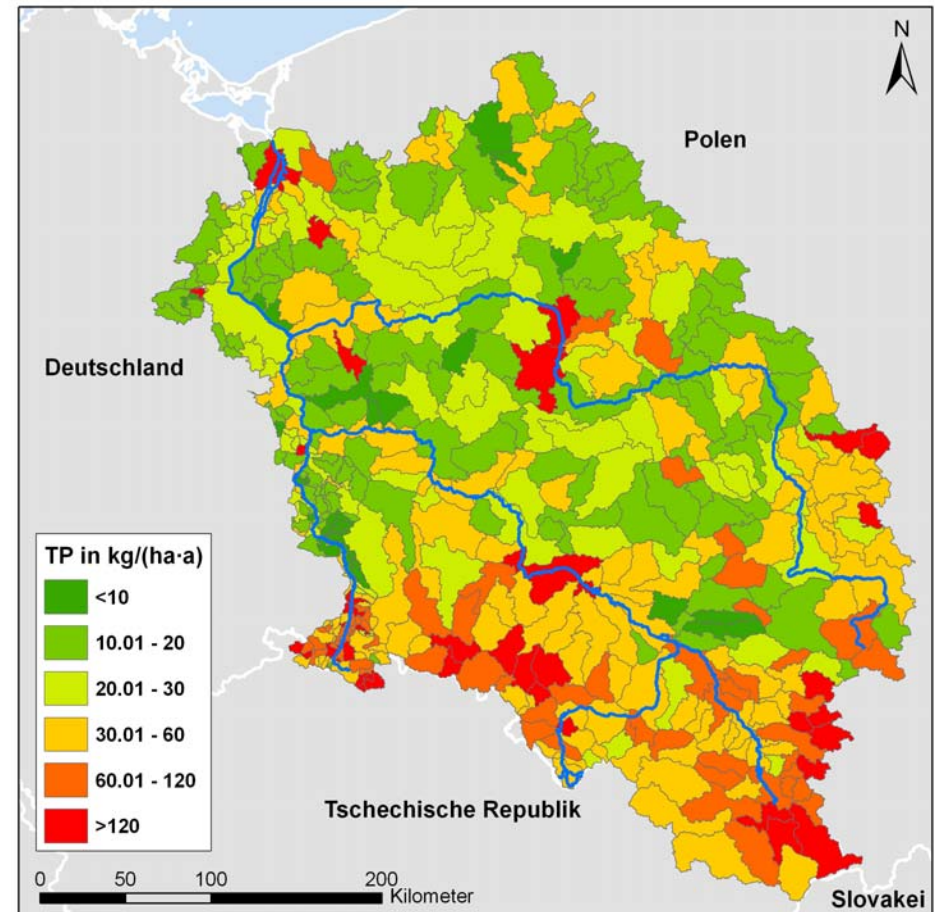 N
Polen
Deutschland
TP in kg/(ha·a)
<10
10.01 - 20
20.01 - 30
30.01 - 60
60.01 - 120
>120
Tschechische Republik
0 50 100 200 Kilometer
Slovakei